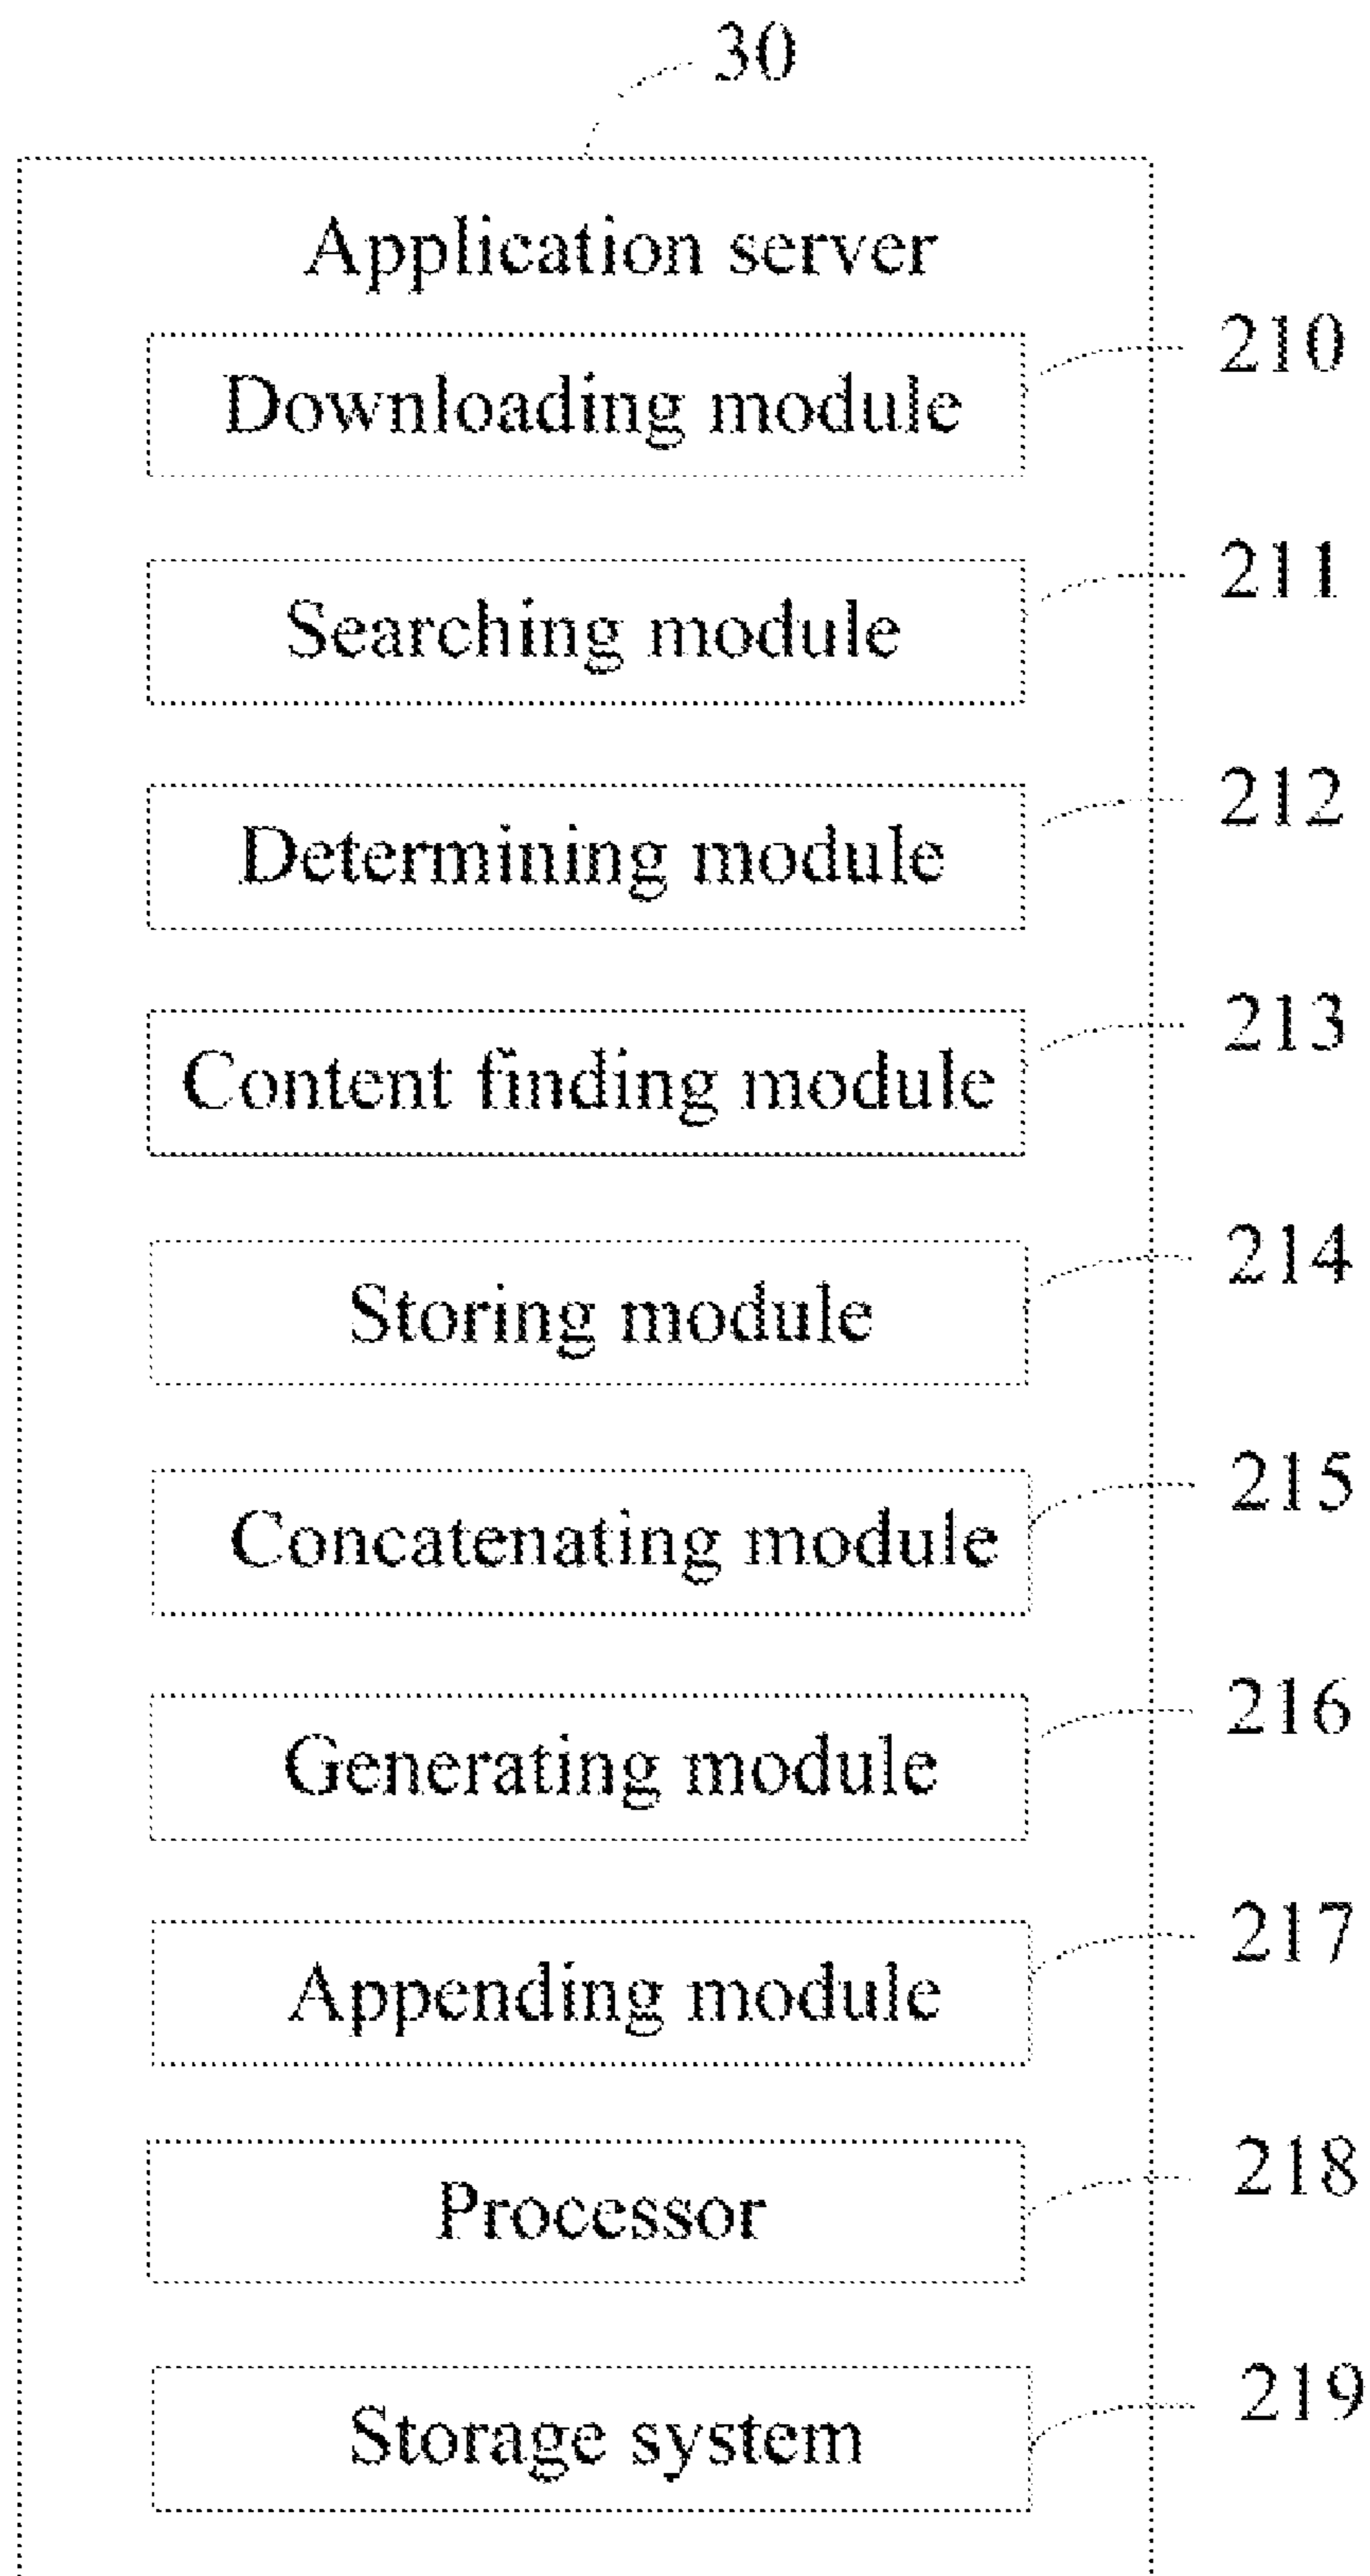 30
Application server
Downloading module 210
Searching module 211
Determining module 212
Content finding module 213
Storing module 214
Concatenating module 215
Generating module 216
Appending module 217
Processor 218
Storage system 219